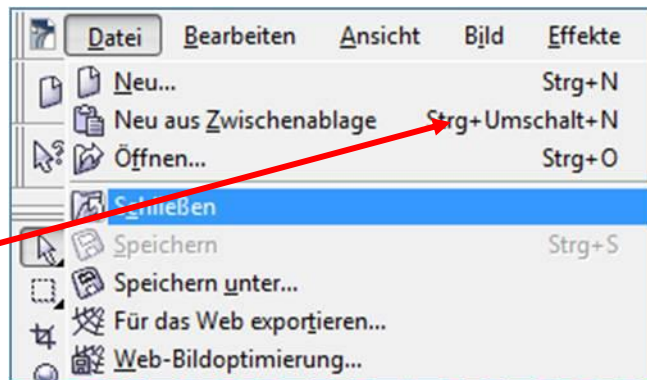 Datei Bearbeiten Ansicht Bild Effekte
Neu... Strg+N
Neu aus Zwischenablage Strg+Umschalt+N
Öffnen... Strg+O
Schließen
Speichern Strg+S
Speichern unter...
Für das Web exportieren...
Web-Bildoptimierung...